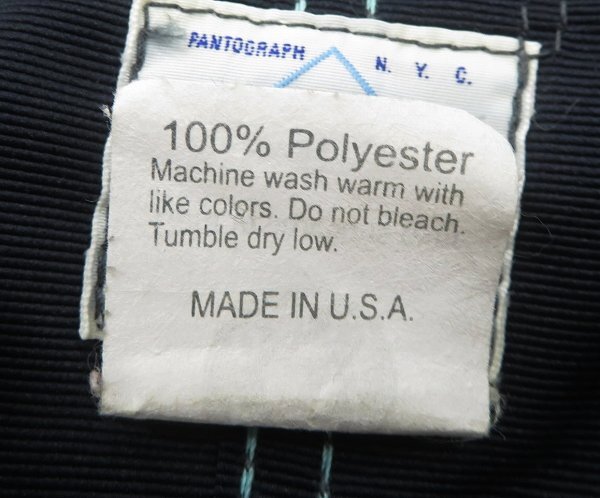 PANTOGRAPH N. Y. C.
100% Polyester
Machine wash warm with
like colors. Do not bleach.
Tumble dry low.
MADE IN U.S.A.